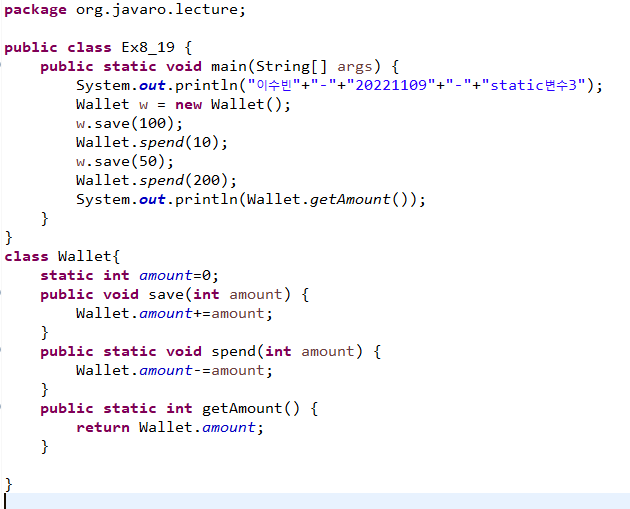 package org.javaro.lecture;

public class Ex8_19 {
    public static void main(String[] args) {
        System.out.println("이수빈"+"-"+"20221109"+"-"+"static변수3");
        Wallet w = new Wallet();
        w.save(100);
        Wallet.spend(10);
        w.save(50);
        Wallet.spend(200);
        System.out.println(Wallet.getAmount());
    }
}
class Wallet{
    static int amount=0;
    public void save(int amount) {
        Wallet.amount+=amount;
    }
    public static void spend(int amount) {
        Wallet.amount-=amount;
    }
    public static int getAmount() {
        return Wallet.amount;
    }

}